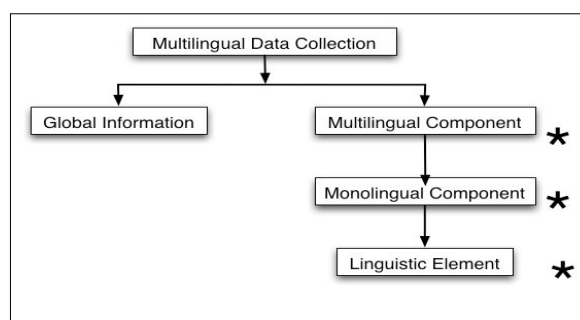 Multilingual Data Collection
Global Information
Multilingual Component
*
Monolingual Component
*
Linguistic Element
*